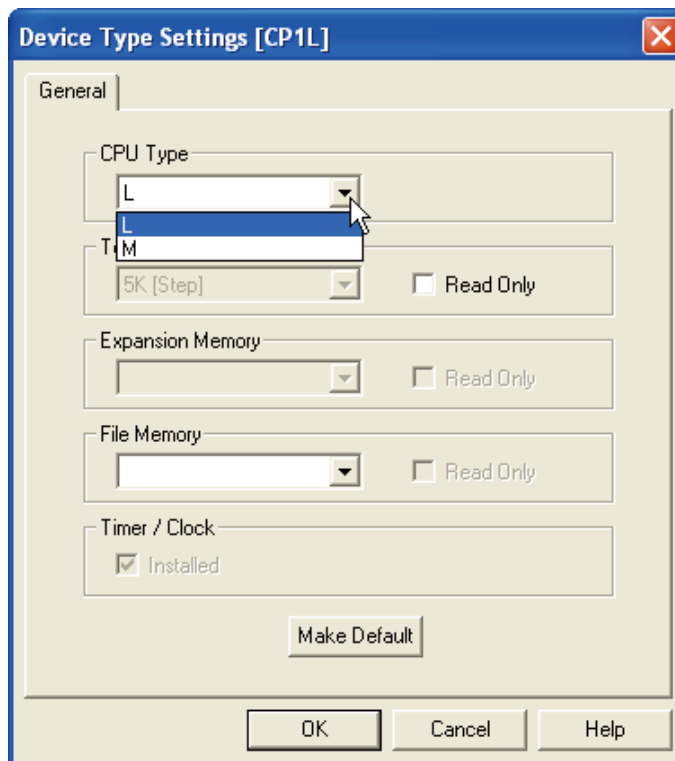 Device Type Settings [CP1L]
General
CPU Type
L
L
M
5K [Step]
Read Only
Expansion Memory
Read Only
File Memory
Read Only
Timer / Clock
Installed
Make Default
OK
Cancel
Help